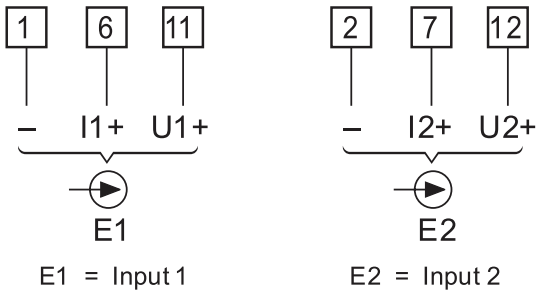 1 6 11 2 7 12
– I1+ U1+ – I2+ U2+
E1 E2
E1 = Input 1 E2 = Input 2